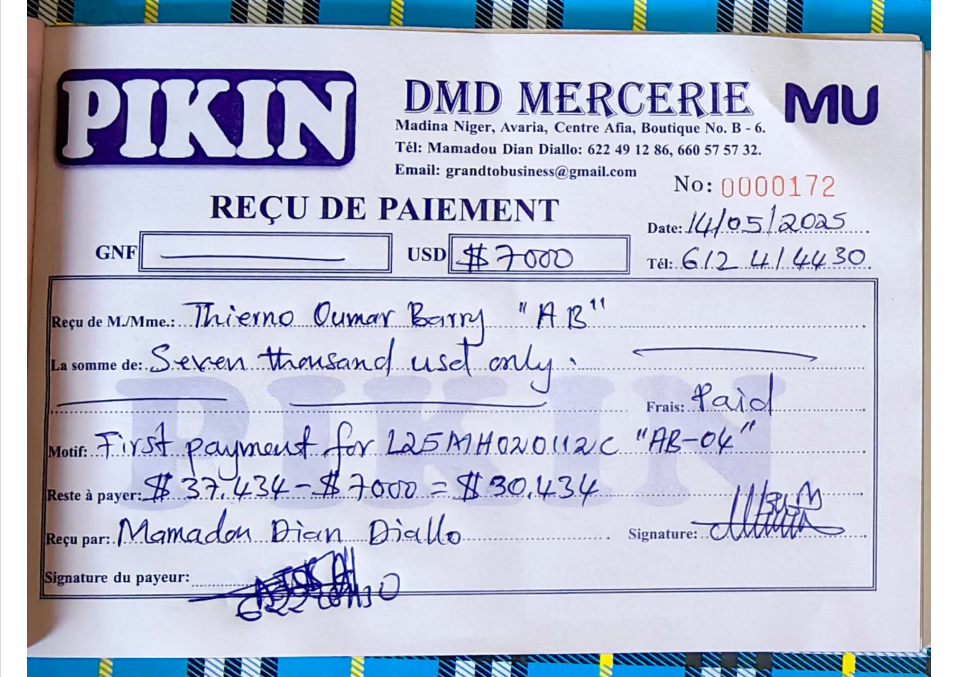 PIKIN
DMD MERCERIE MU
Madina Niger, Avaria, Centre Afia, Boutique No. B - 6.
Tél: Mamadou Dian Diallo: 622 49 12 86, 660 57 57 32.
Email: grandtobusiness@gmail.com
No: 0000172
REÇU DE PAIEMENT
Date: 14/05/2025
GNF USD $7000
Tél: 612 41 44 30
Reçu de M./Mme.: Thierno Oumar Barry "AB"
La somme de: Seven thousand usd only.
Frais: Paid
Motif: First payment for L25MH020112C "AB-04"
Reste à payer: $37.434-$7000=$30.434
Reçu par: Mamadou Dian Diallo Signature:
Signature du payeur:
PIKIN